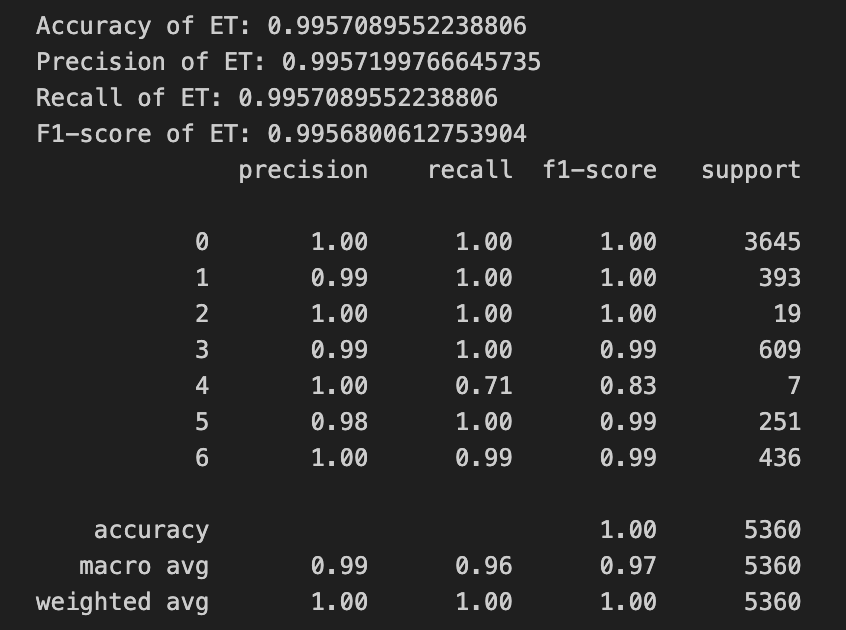 Accuracy of ET: 0.9957089552238806
Precision of ET: 0.9957199766645735
Recall of ET: 0.9957089552238806
F1-score of ET: 0.9956800612753904
precision recall f1-score support
0 1.00 1.00 1.00 3645
1 0.99 1.00 1.00 393
2 1.00 1.00 1.00 19
3 0.99 1.00 0.99 609
4 1.00 0.71 0.83 7
5 0.98 1.00 0.99 251
6 1.00 0.99 0.99 436
accuracy 1.00 5360
macro avg 0.99 0.96 0.97 5360
weighted avg 1.00 1.00 1.00 5360